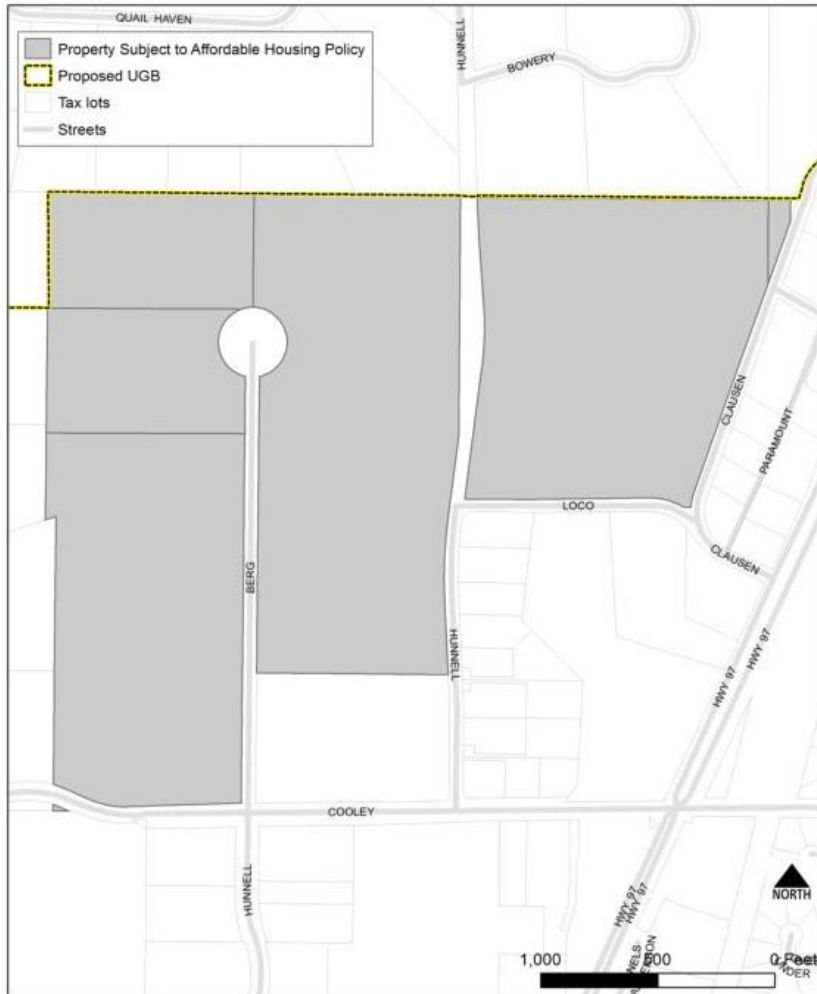 QUAIL HAVEN
HUNNELL
BOWERY
Property Subject to Affordable Housing Policy
Proposed UGB
Tax lots
Streets
CLAUSEN
PARAMOUNT
LOCO
CLAUSEN
BERG
HUNNELL
HWY 97
HWY 97
COOLEY
HUNNELL
NORTH
HWY 97
HWY 97
1,000
0 Feet